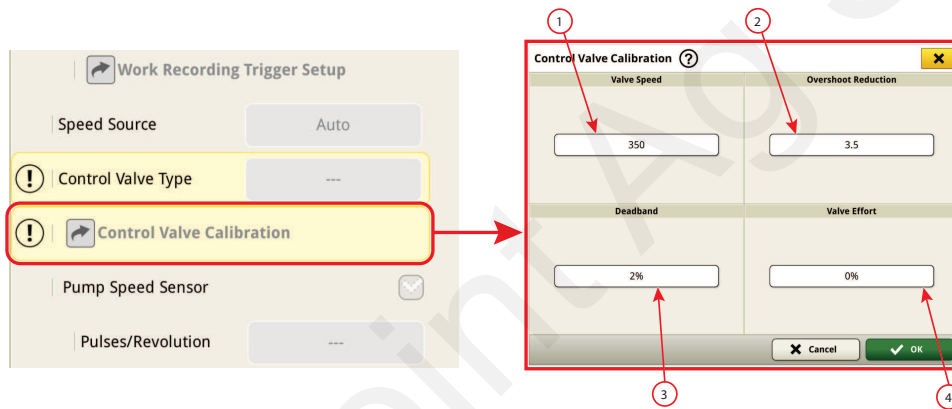 1
2
Work Recording Trigger Setup
Speed Source
Auto
Control Valve Type
---
Control Valve Calibration
Pump Speed Sensor
Pulses/Revolution
---
Control Valve Calibration ?
Valve Speed
Overshoot Reduction
350
3.5
Deadband
Valve Effort
2%
0%
Cancel
OK
3
4